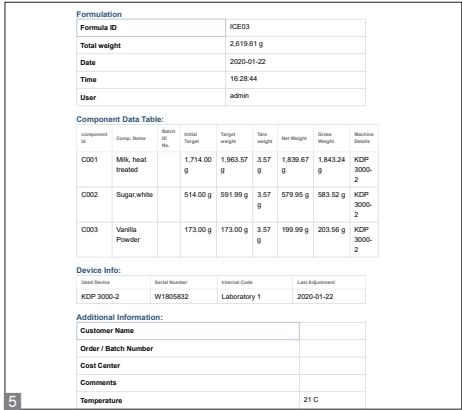 Formulation
Formula ID ICE03
Total weight 2,619.61 g
Date 2020-01-22
Time 16:28:44
User admin
Component Data Table:
component Id Comp. Name Batch ID No. Initial Target Target weight Tare weight Net Weight Gross Weight Machine Details
C001 Milk, heat treated 1,714.00 g 1,963.57 g 3.57 g 1,839.67 g 1,843.24 g KDP 3000-2
C002 Sugar,white 514.00 g 591.99 g 3.57 g 579.95 g 583.52 g KDP 3000-2
C003 Vanilla Powder 173.00 g 173.00 g 3.57 g 199.99 g 203.56 g KDP 3000-2
Device Info:
Used Device Serial Number Internal Code Last Adjustment
KDP 3000-2 W1805832 Laboratory 1 2020-01-22
Additional Information:
Customer Name
Order / Batch Number
Cost Center
Comments
Temperature 21 C
5